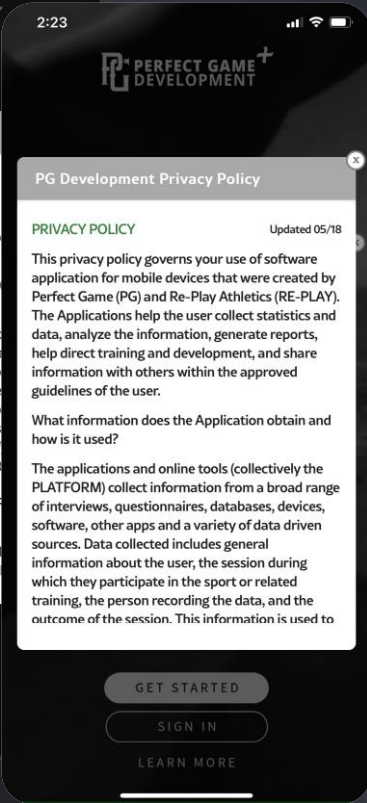 2:23
PERFECT GAME+
DEVELOPMENT
x
PG Development Privacy Policy
PRIVACY POLICY Updated 05/18
This privacy policy governs your use of software
application for mobile devices that were created by
Perfect Game (PG) and Re-Play Athletics (RE-PLAY).
The Applications help the user collect statistics and
data, analyze the information, generate reports,
help direct training and development, and share
information with others within the approved
guidelines of the user.
What information does the Application obtain and
how is it used?
The applications and online tools (collectively the
PLATFORM) collect information from a broad range
of interviews, questionnaires, databases, devices,
software, other apps and a variety of data driven
sources. Data collected includes general
information about the user, the session during
which they participate in the sport or related
training, the person recording the data, and the
outcome of the session. This information is used to
GET STARTED
SIGN IN
LEARN MORE